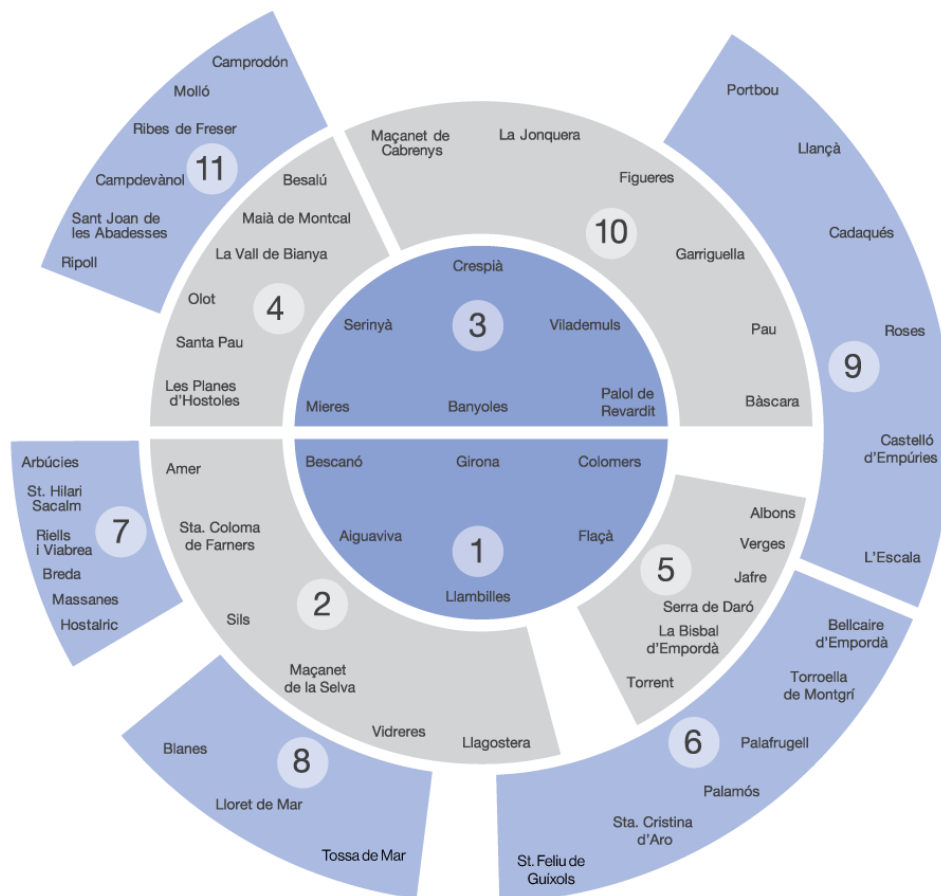 Camprodón
Molló
Ribes de Freser
Campdevànol
11
Sant Joan de
les Abadesses
Ripoll
Besalú
Maià de Montcal
La Vall de Bianya
Olot
4
Santa Pau
Les Planes
d'Hostoles
Maçanet de
Cabrenys
La Jonquera
Figueres
10
Garriguella
Pau
Bàscara
Portbou
Llançà
Cadaqués
Roses
9
Castelló
d'Empúries
L'Escala
Crespià
Serinyà
3
Vilademuls
Mieres
Banyoles
Palol de
Revardit
Bescanó
Girona
Colomers
Aiguaviva
1
Flaçà
Llambilles
Arbúcies
St. Hilari
Sacalm
7
Riells
i Viabrea
Breda
Massanes
Hostalric
Amer
Sta. Coloma
de Farners
2
Sils
Maçanet
de la Selva
Vidreres
Llagostera
Albons
Verges
5
Jafre
Serra de Daró
La Bisbal
d'Empordà
Torrent
Bellcaire
d'Empordà
Torroella
de Montgrí
6
Palafrugell
Palamós
Sta. Cristina
d'Aro
St. Feliu de
Guíxols
Blanes
8
Lloret de Mar
Tossa de Mar